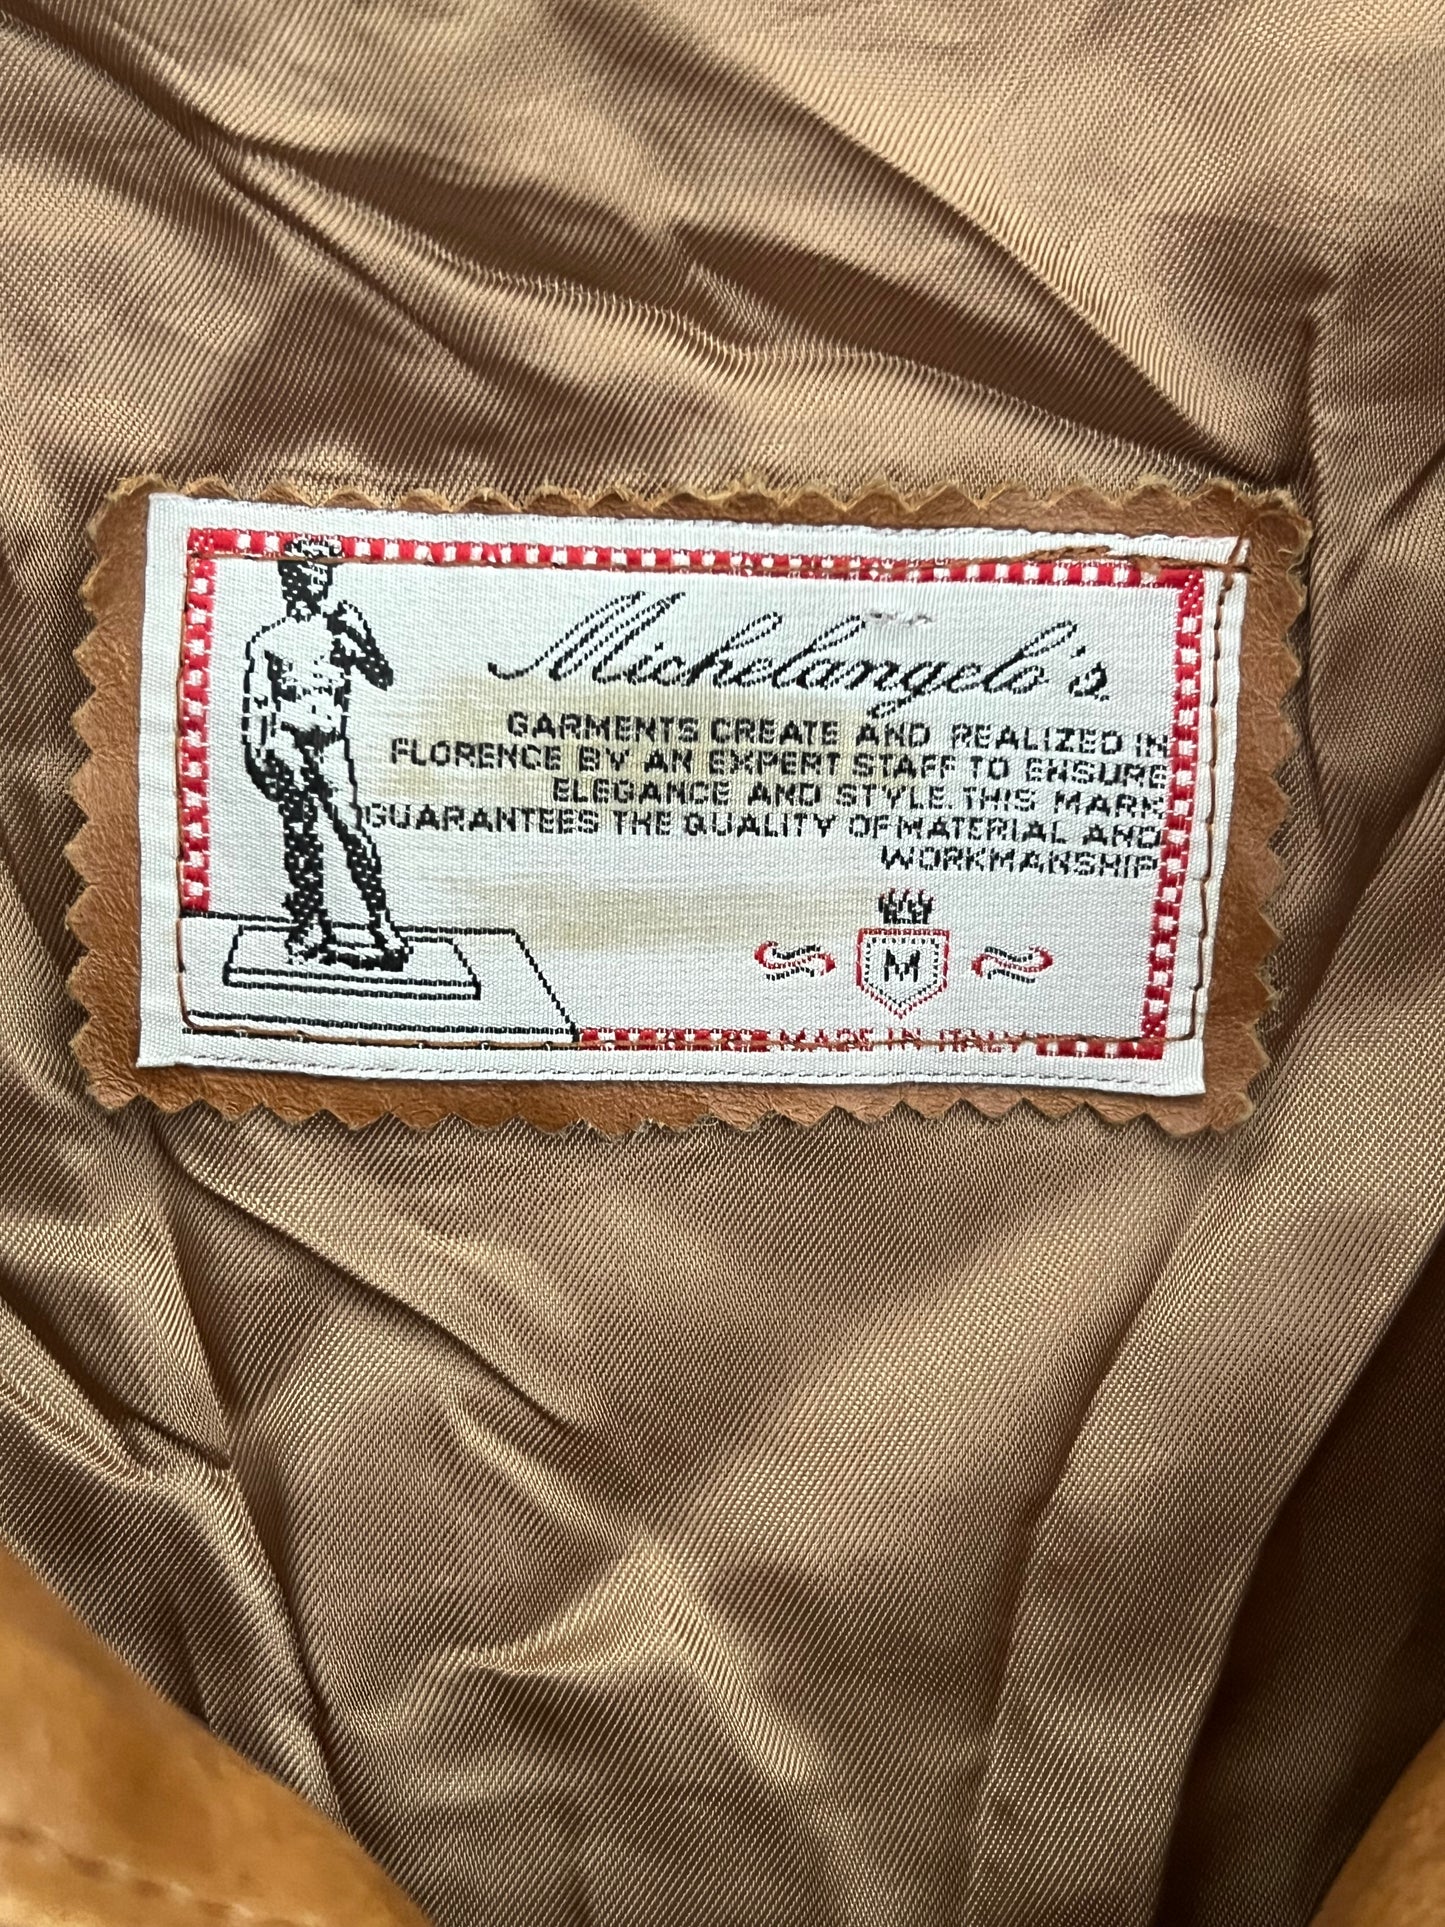 Michelangelo's
GARMENTS CREATE AND REALIZED IN
FLORENCE BY AN EXPERT STAFF TO ENSURE
ELEGANCE AND STYLE. THIS MARK
GUARANTEES THE QUALITY OF MATERIAL AND
WORKMANSHIP.
M
MADE IN ITALY